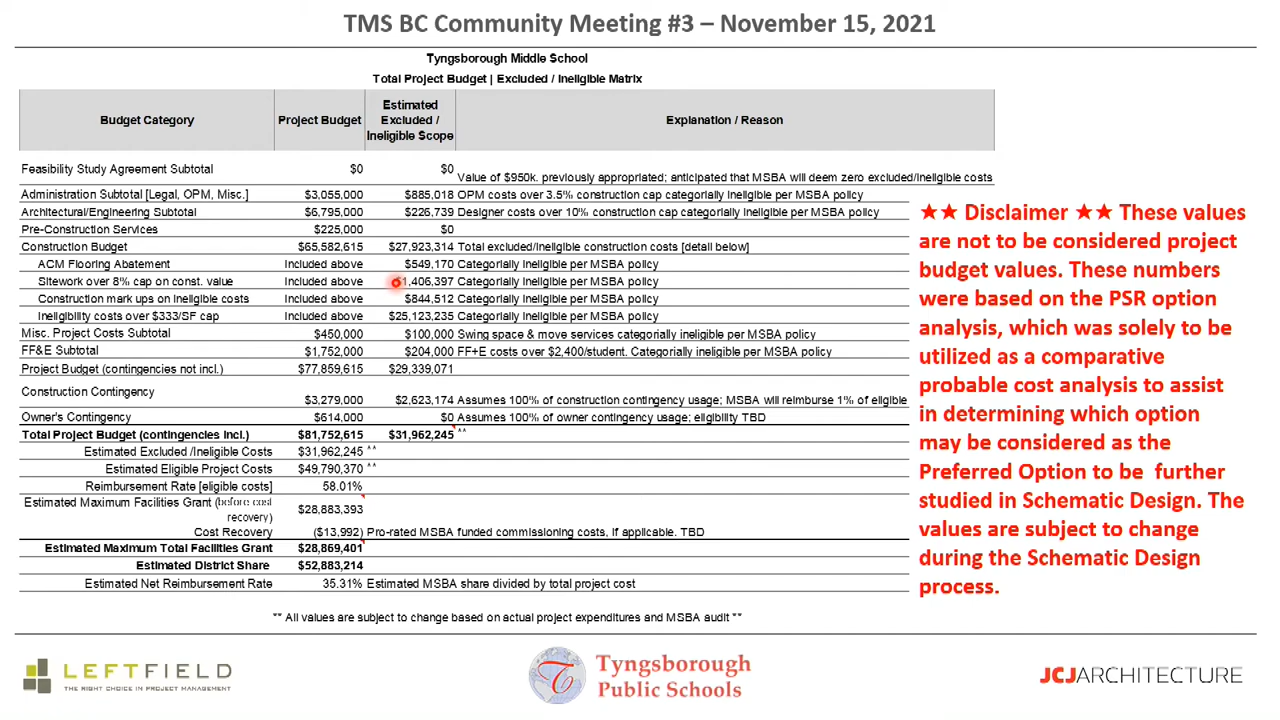 TMS BC Community Meeting #3 – November 15, 2021
Tyngsborough Middle School
Total Project Budget | Excluded / Ineligible Matrix
Budget Category Project Budget Estimated Excluded / Ineligible Scope Explanation / Reason
Feasibility Study Agreement Subtotal $0 $0 Value of $950k. previously appropriated; anticipated that MSBA will deem zero excluded/ineligible costs
Administration Subtotal [Legal, OPM, Misc.] $3,055,000 $885,018 OPM costs over 3.5% construction cap categorially ineligible per MSBA policy
Architectural/Engineering Subtotal $6,795,000 $226,739 Designer costs over 10% construction cap categorially ineligible per MSBA policy
Pre-Construction Services $225,000 $0
Construction Budget $65,582,615 $27,923,314 Total excluded/ineligible construction costs [detail below]
ACM Flooring Abatement Included above $549,170 Categorially ineligible per MSBA policy
Sitework over 8% cap on const. value Included above $1,406,397 Categorially ineligible per MSBA policy
Construction mark ups on ineligible costs Included above $844,512 Categorially ineligible per MSBA policy
Ineligibility costs over $333/SF cap Included above $25,123,235 Categorially ineligible per MSBA policy
Misc. Project Costs Subtotal $450,000 $100,000 Swing space & move services categorially ineligible per MSBA policy
FF&E Subtotal $1,752,000 $204,000 FF+E costs over $2,400/student. Categorially ineligible per MSBA policy
Project Budget (contingencies not incl.) $77,859,615 $29,339,071
Construction Contingency $3,279,000 $2,623,174 Assumes 100% of construction contingency usage; MSBA will reimburse 1% of eligible
Owner's Contingency $614,000 $0 Assumes 100% of owner contingency usage; eligibility TBD
Total Project Budget (contingencies incl.) $81,752,615 $31,962,245 **
Estimated Excluded /Ineligible Costs $31,962,245 **
Estimated Eligible Project Costs $49,790,370 **
Reimbursement Rate [eligible costs] 58.01%
Estimated Maximum Facilities Grant (before cost recovery) $28,883,393
Cost Recovery ($13,992) Pro-rated MSBA funded commissioning costs, if applicable. TBD
Estimated Maximum Total Facilities Grant $28,869,401
Estimated District Share $52,883,214
Estimated Net Reimbursement Rate 35.31% Estimated MSBA share divided by total project cost
** All values are subject to change based on actual project expenditures and MSBA audit **
★★ Disclaimer ★★ These values
are not to be considered project
budget values. These numbers
were based on the PSR option
analysis, which was solely to be
utilized as a comparative
probable cost analysis to assist
in determining which option
may be considered as the
Preferred Option to be further
studied in Schematic Design. The
values are subject to change
during the Schematic Design
process.
LEFTFIELD
THE RIGHT CHOICE IN PROJECT MANAGEMENT
Tyngsborough
Public Schools
JCJARCHITECTURE